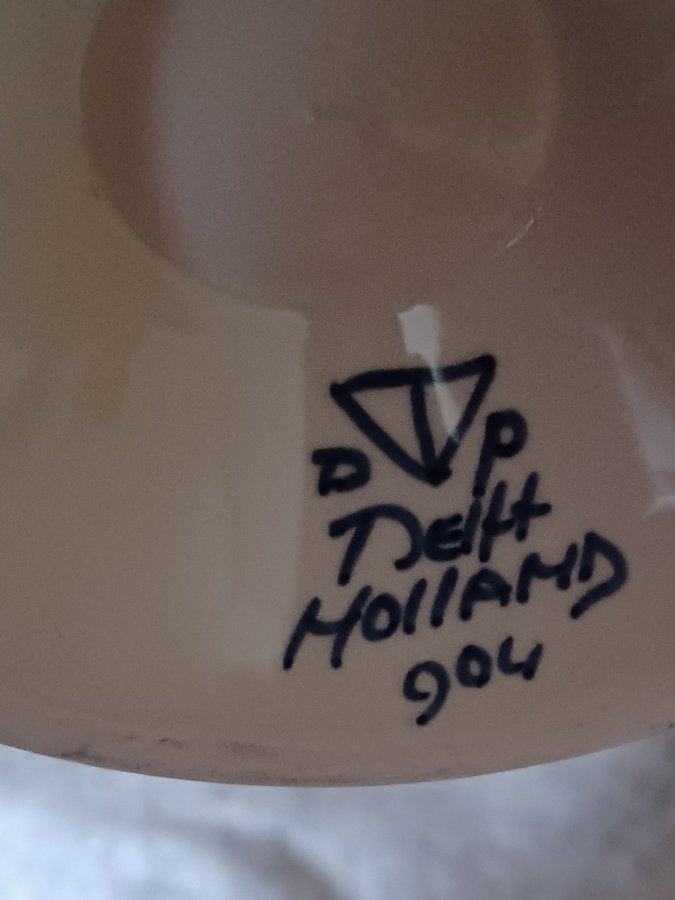 D P
Delft
HOLLAND
904